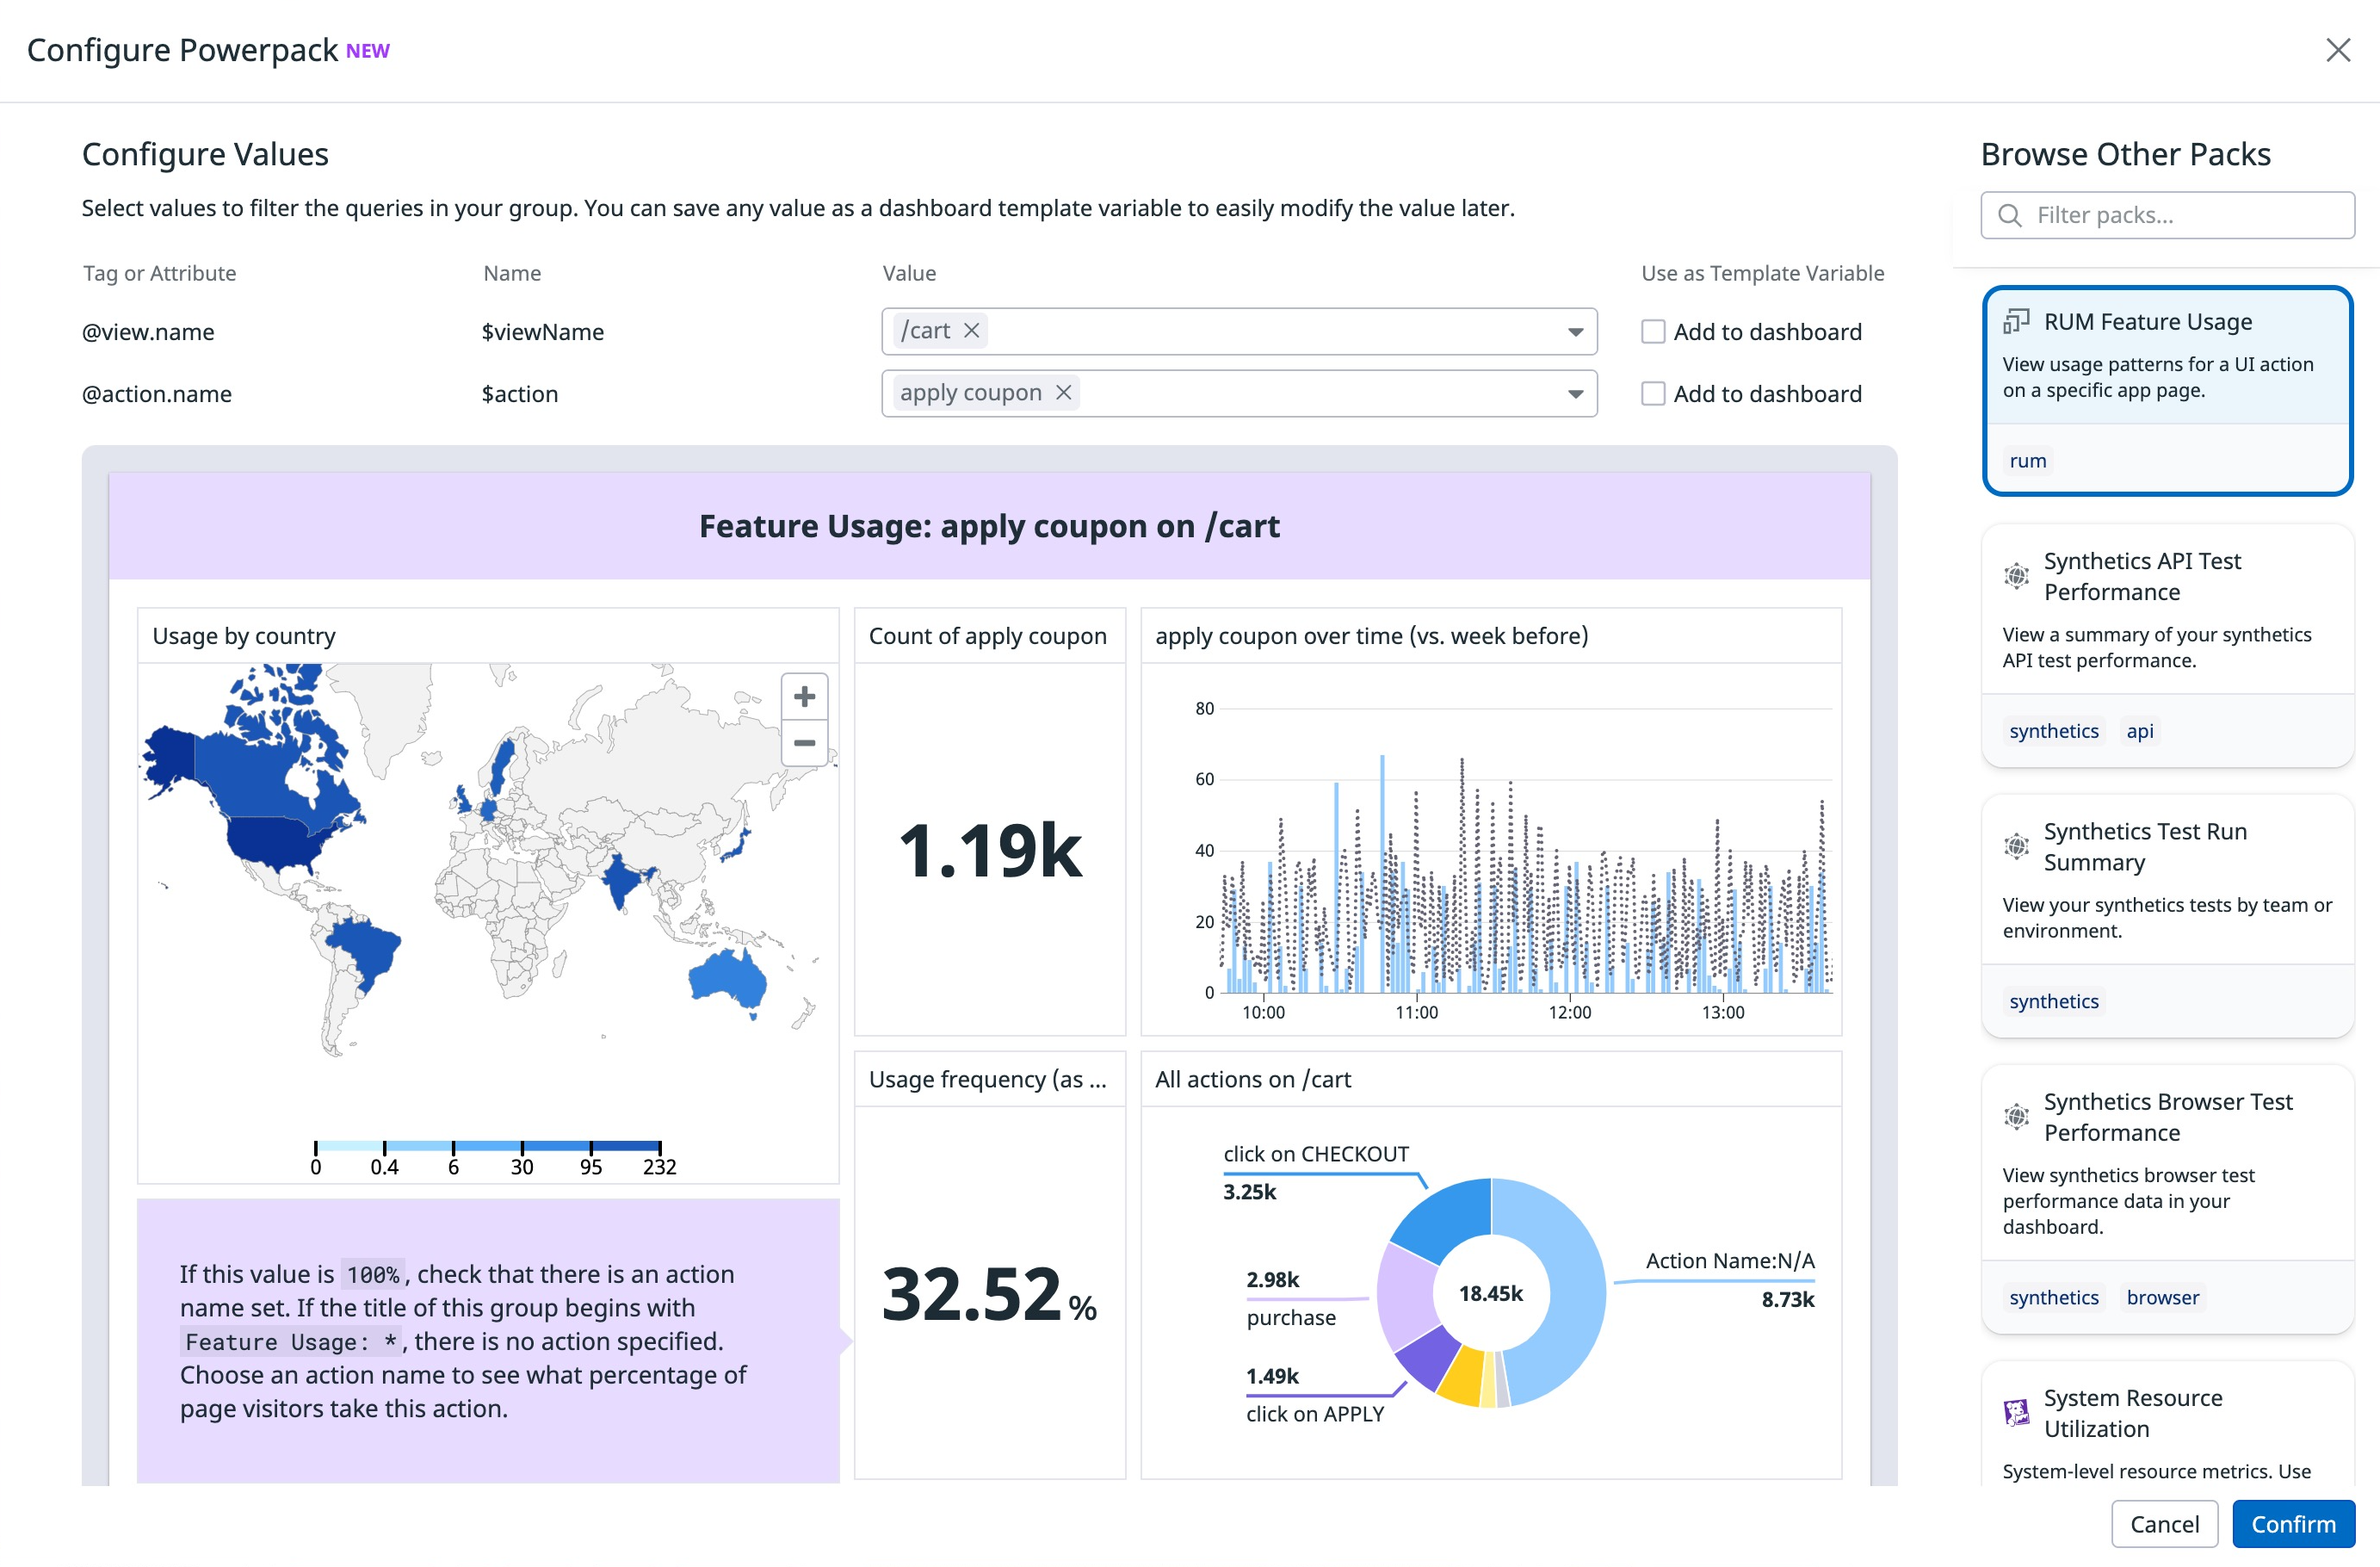 Configure Powerpack NEW
Configure Values
Select values to filter the queries in your group. You can save any value as a dashboard template variable to easily modify the value later.
Tag or Attribute Name Value Use as Template Variable
@view.name $viewName /cart Add to dashboard
@action.name $action apply coupon Add to dashboard
Feature Usage: apply coupon on /cart
Usage by country
+
−
0 0.4 6 30 95 232
If this value is 100%, check that there is an action
name set. If the title of this group begins with
Feature Usage: *, there is no action specified.
Choose an action name to see what percentage of
page visitors take this action.
Count of apply coupon
1.19k
apply coupon over time (vs. week before)
80
60
40
20
0
10:00 11:00 12:00 13:00
Usage frequency (as ...
32.52 %
All actions on /cart
click on CHECKOUT
3.25k
2.98k
purchase
1.49k
click on APPLY
18.45k
Action Name:N/A
8.73k
Browse Other Packs
Filter packs...
RUM Feature Usage
View usage patterns for a UI action
on a specific app page.
rum
Synthetics API Test
Performance
View a summary of your synthetics
API test performance.
synthetics api
Synthetics Test Run
Summary
View your synthetics tests by team or
environment.
synthetics
Synthetics Browser Test
Performance
View synthetics browser test
performance data in your
dashboard.
synthetics browser
System Resource
Utilization
System-level resource metrics. Use
Cancel Confirm